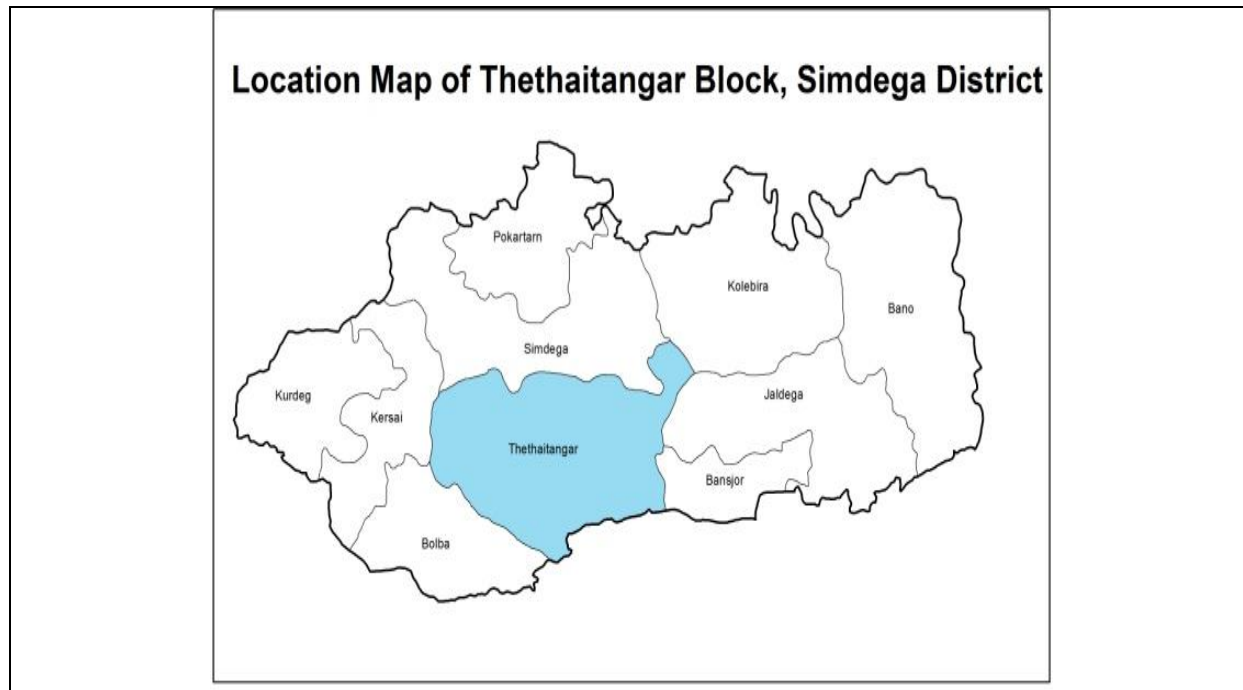 Location Map of Thethaitangar Block, Simdega District
Pokartarn
Kolebira
Bano
Simdega
Kurdeg
Jaldega
Kersai
Thethaitangar
Bansjor
Bolba